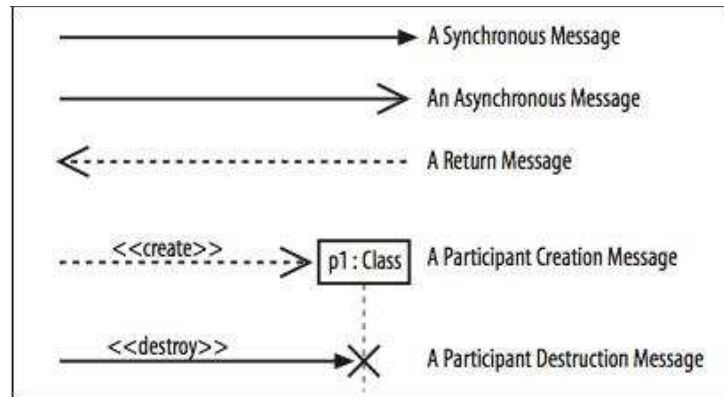 A Synchronous Message
An Asynchronous Message
A Return Message
<<create>>
p1 : Class
A Participant Creation Message
<<destroy>>
A Participant Destruction Message